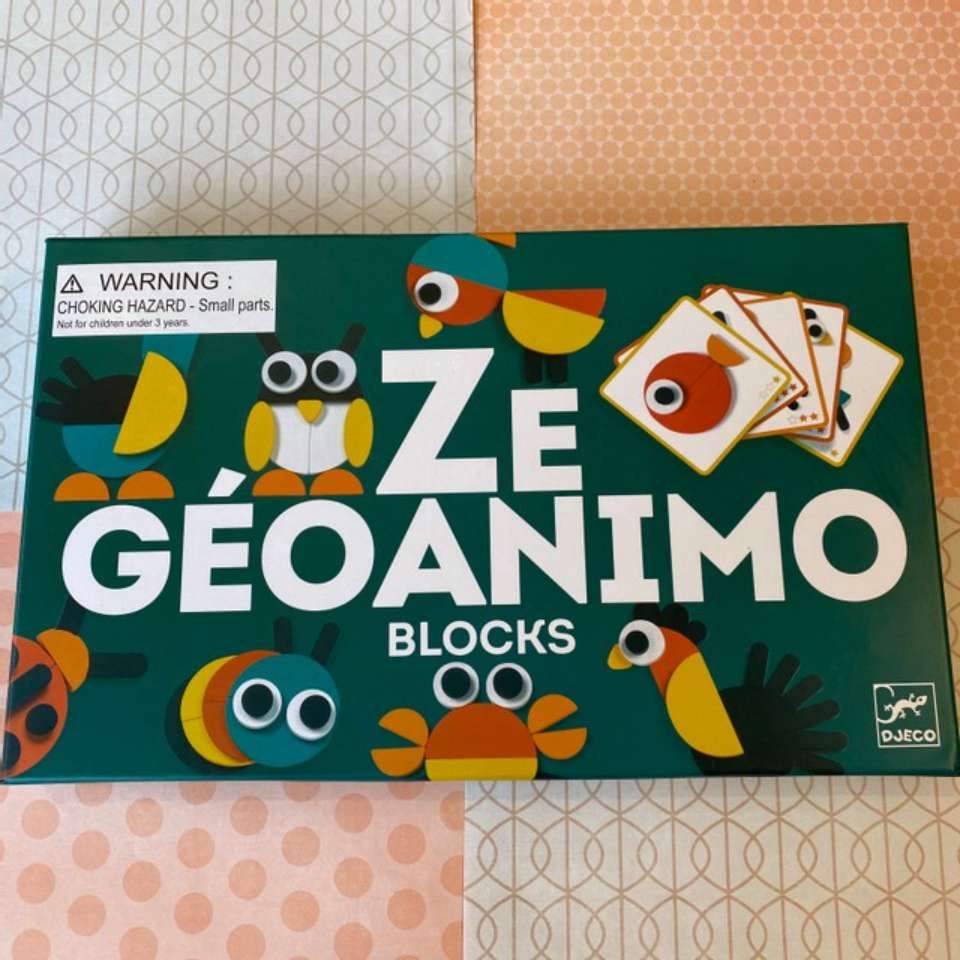 WARNING :
CHOKING HAZARD - Small parts.
Not for children under 3 years.
ZE
GÉOANIMO
BLOCKS
DJECO